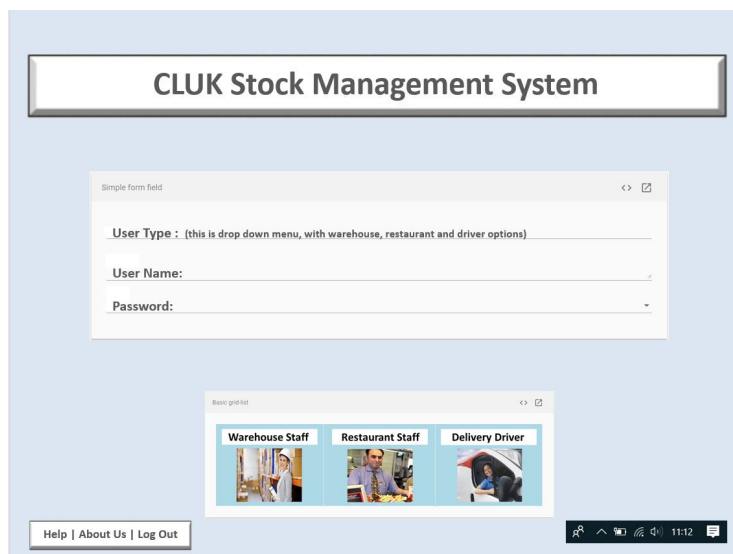 CLUK Stock Management System
Simple form field
User Type : (this is drop down menu, with warehouse, restaurant and driver options)
User Name:
Password:
Basic grid-list
Warehouse Staff Restaurant Staff Delivery Driver
Help | About Us | Log Out
11:12